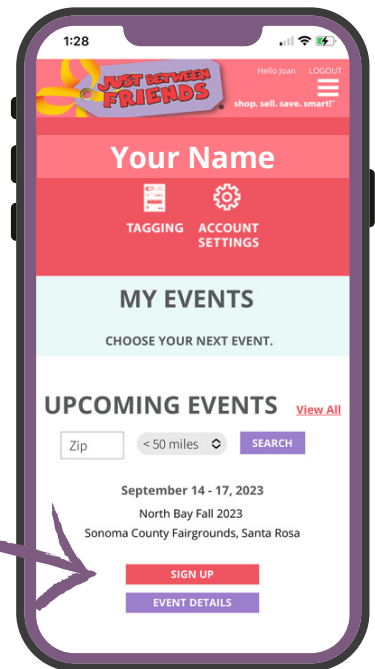 1:28
JUST BETWEEN
FRIENDS
Hello Joan LOGOUT
shop. sell. save. smart!™
Your Name
TAGGING ACCOUNT SETTINGS
MY EVENTS
CHOOSE YOUR NEXT EVENT.
UPCOMING EVENTS View All
Zip < 50 miles SEARCH
September 14 - 17, 2023
North Bay Fall 2023
Sonoma County Fairgrounds, Santa Rosa
SIGN UP
EVENT DETAILS